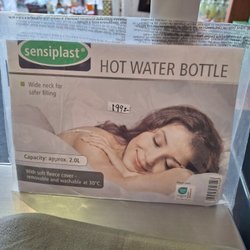 sensiplast®
HOT WATER BOTTLE
Wide neck for
safer filling
199
Capacity: approx. 2.0L
With soft fleece cover -
removable and washable at 30°C